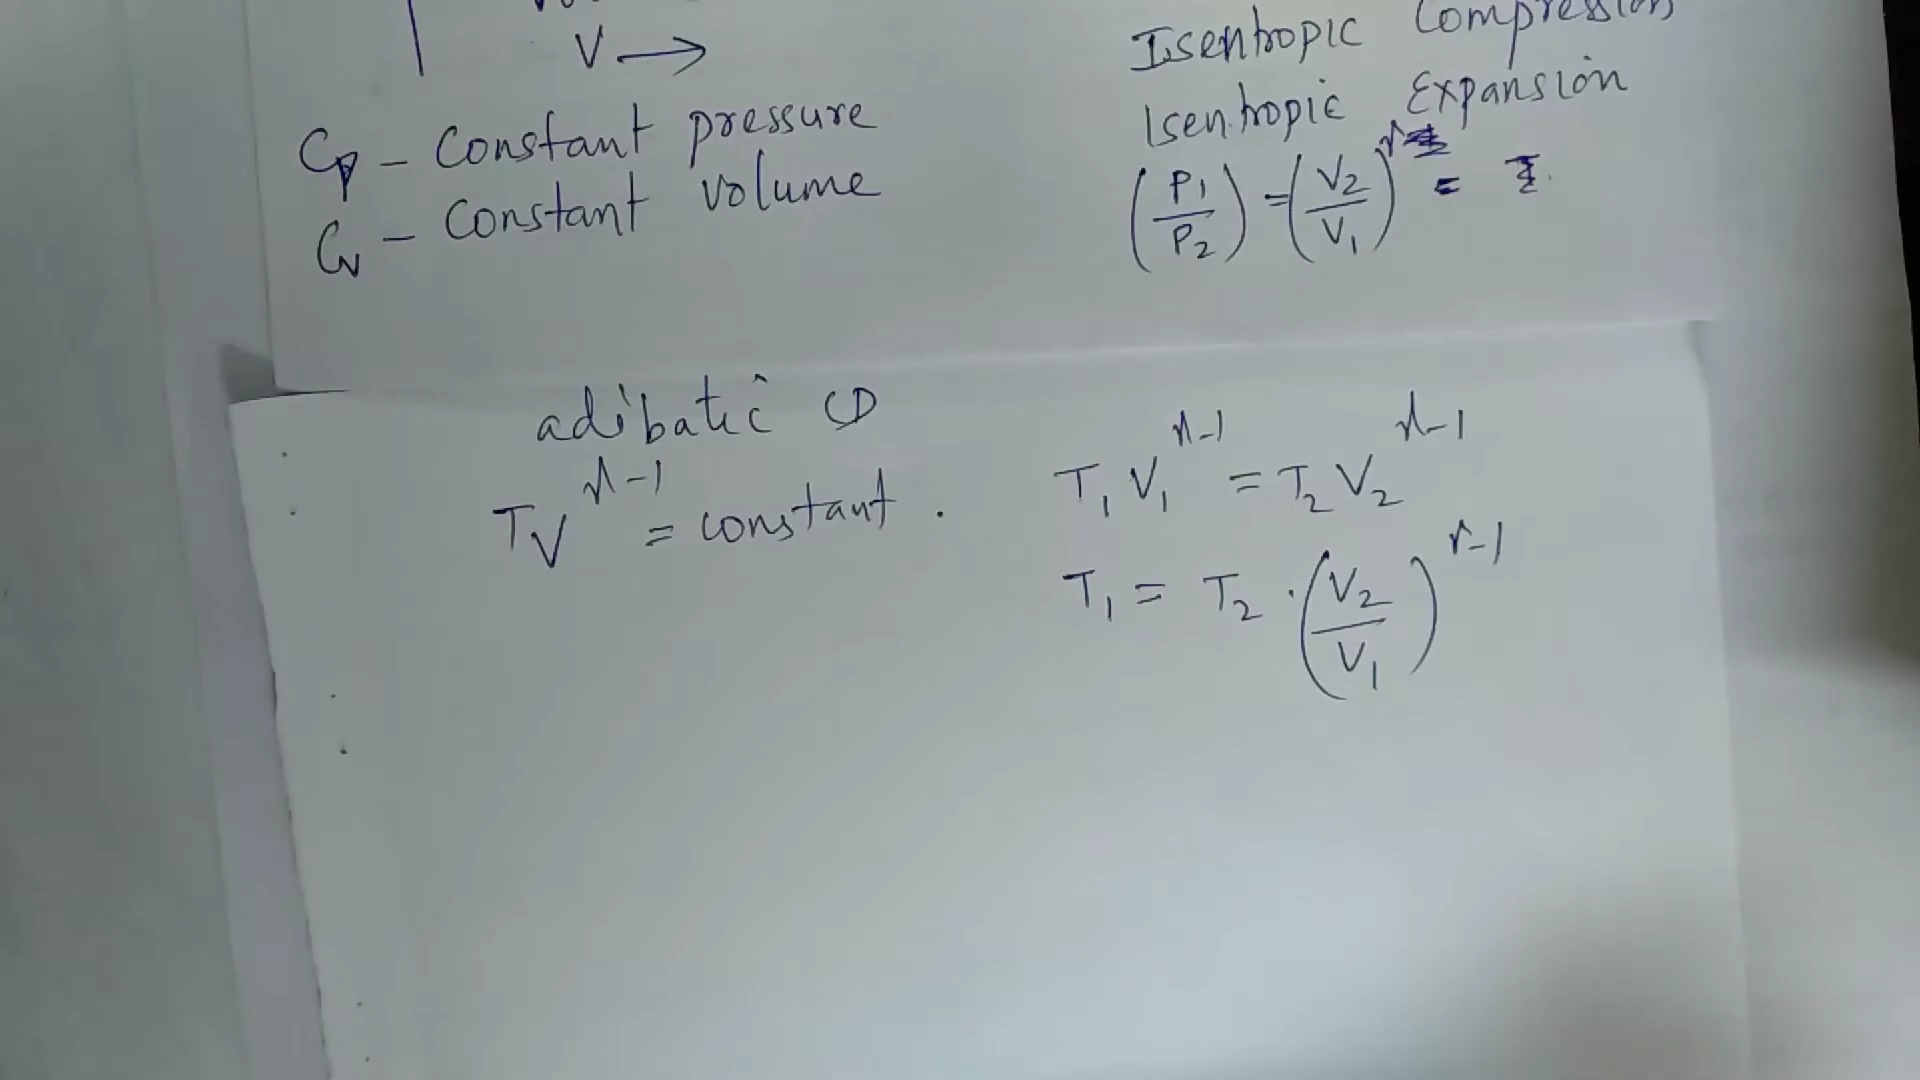 V →
Isentropic Compression
Isentropic Expansion
Cp - Constant pressure
Cv - Constant volume
(P1/P2) = (V2/V1)^γ =
adibatic CD
TV^γ-1 = constant.
T1 V1^γ-1 = T2 V2^γ-1
T1 = T2 . (V2/V1)^γ-1